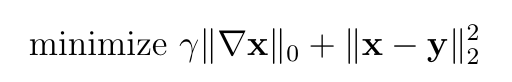 minimize γ‖∇𝐱‖₀ + ‖𝐱 − 𝐲‖₂²